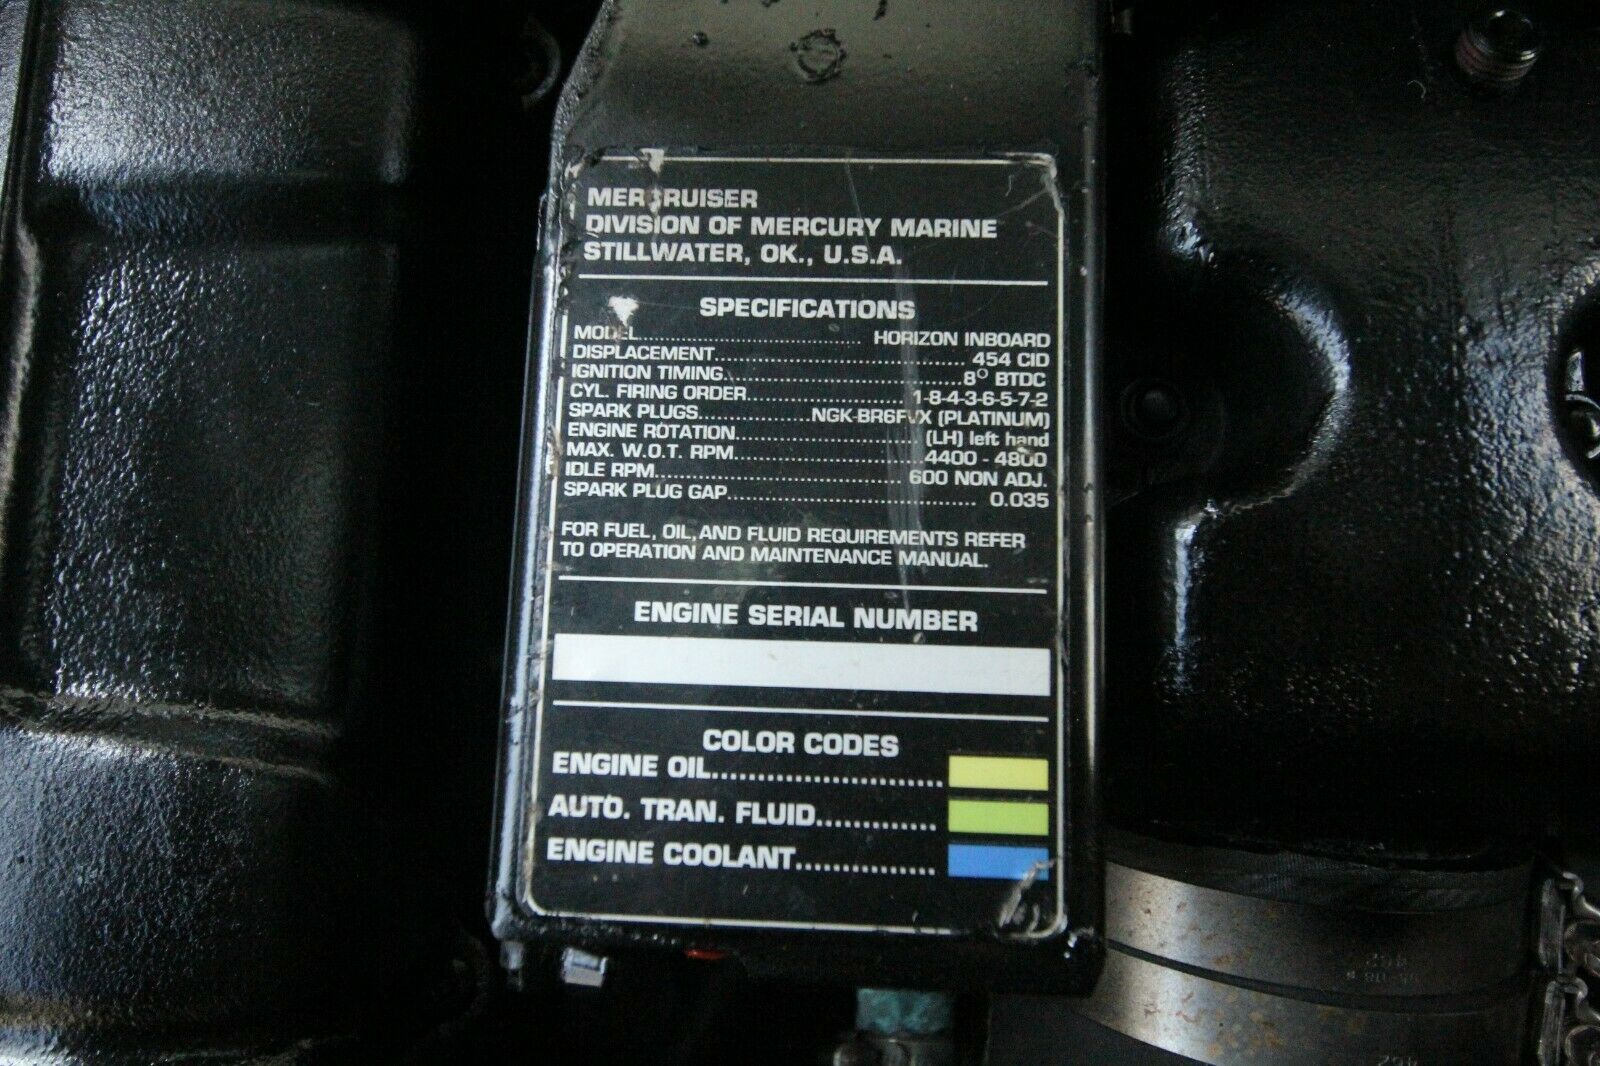 MERCRUISER
DIVISION OF MERCURY MARINE
STILLWATER, OK., U.S.A.
SPECIFICATIONS
MODEL.......................................... HORIZON INBOARD
DISPLACEMENT........................................ 454 CID
IGNITION TIMING......................................8° BTDC
CYL. FIRING ORDER........................ 1-8-4-3-6-5-7-2
SPARK PLUGS.................NGK-BR6FVX (PLATINUM)
ENGINE ROTATION............................(LH) left hand
MAX. W.O.T. RPM.............................4400 - 4800
IDLE RPM..................................... 600 NON ADJ.
SPARK PLUG GAP..................................... 0.035
FOR FUEL, OIL, AND FLUID REQUIREMENTS REFER
TO OPERATION AND MAINTENANCE MANUAL.
ENGINE SERIAL NUMBER
COLOR CODES
ENGINE OIL.........................
AUTO. TRAN. FLUID.............
ENGINE COOLANT...............
462